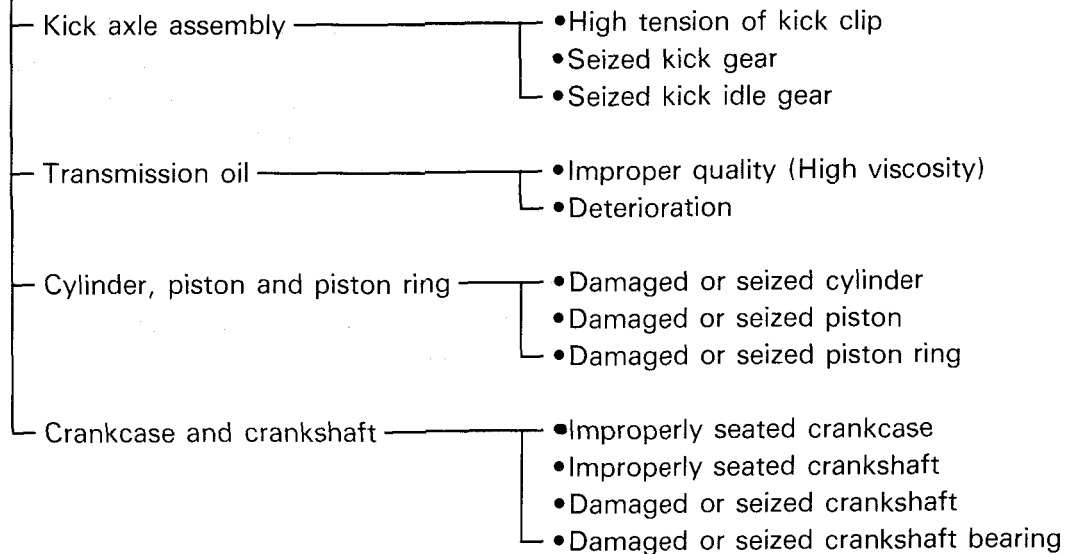 Kick axle assembly •High tension of kick clip
•Seized kick gear
•Seized kick idle gear
Transmission oil •Improper quality (High viscosity)
•Deterioration
Cylinder, piston and piston ring •Damaged or seized cylinder
•Damaged or seized piston
•Damaged or seized piston ring
Crankcase and crankshaft •Improperly seated crankcase
•Improperly seated crankshaft
•Damaged or seized crankshaft
•Damaged or seized crankshaft bearing